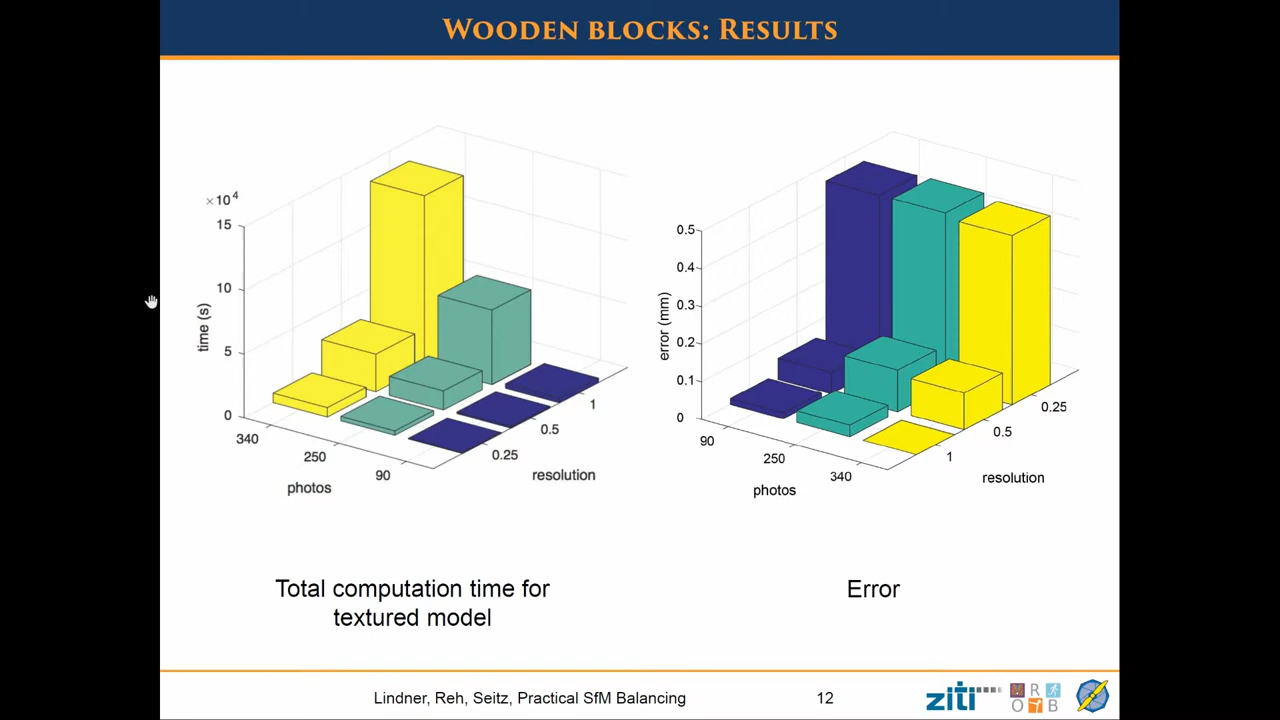 WOODEN BLOCKS: RESULTS
×10⁴
15
10
5
0
time (s)
340
250
90
photos
0.25
0.5
1
resolution
0.5
0.4
0.3
0.2
0.1
0
error (mm)
90
250
340
photos
1
0.5
0.25
resolution
Total computation time for
textured model
Error
Lindner, Reh, Seitz, Practical SfM Balancing
12
ziti
R
O B